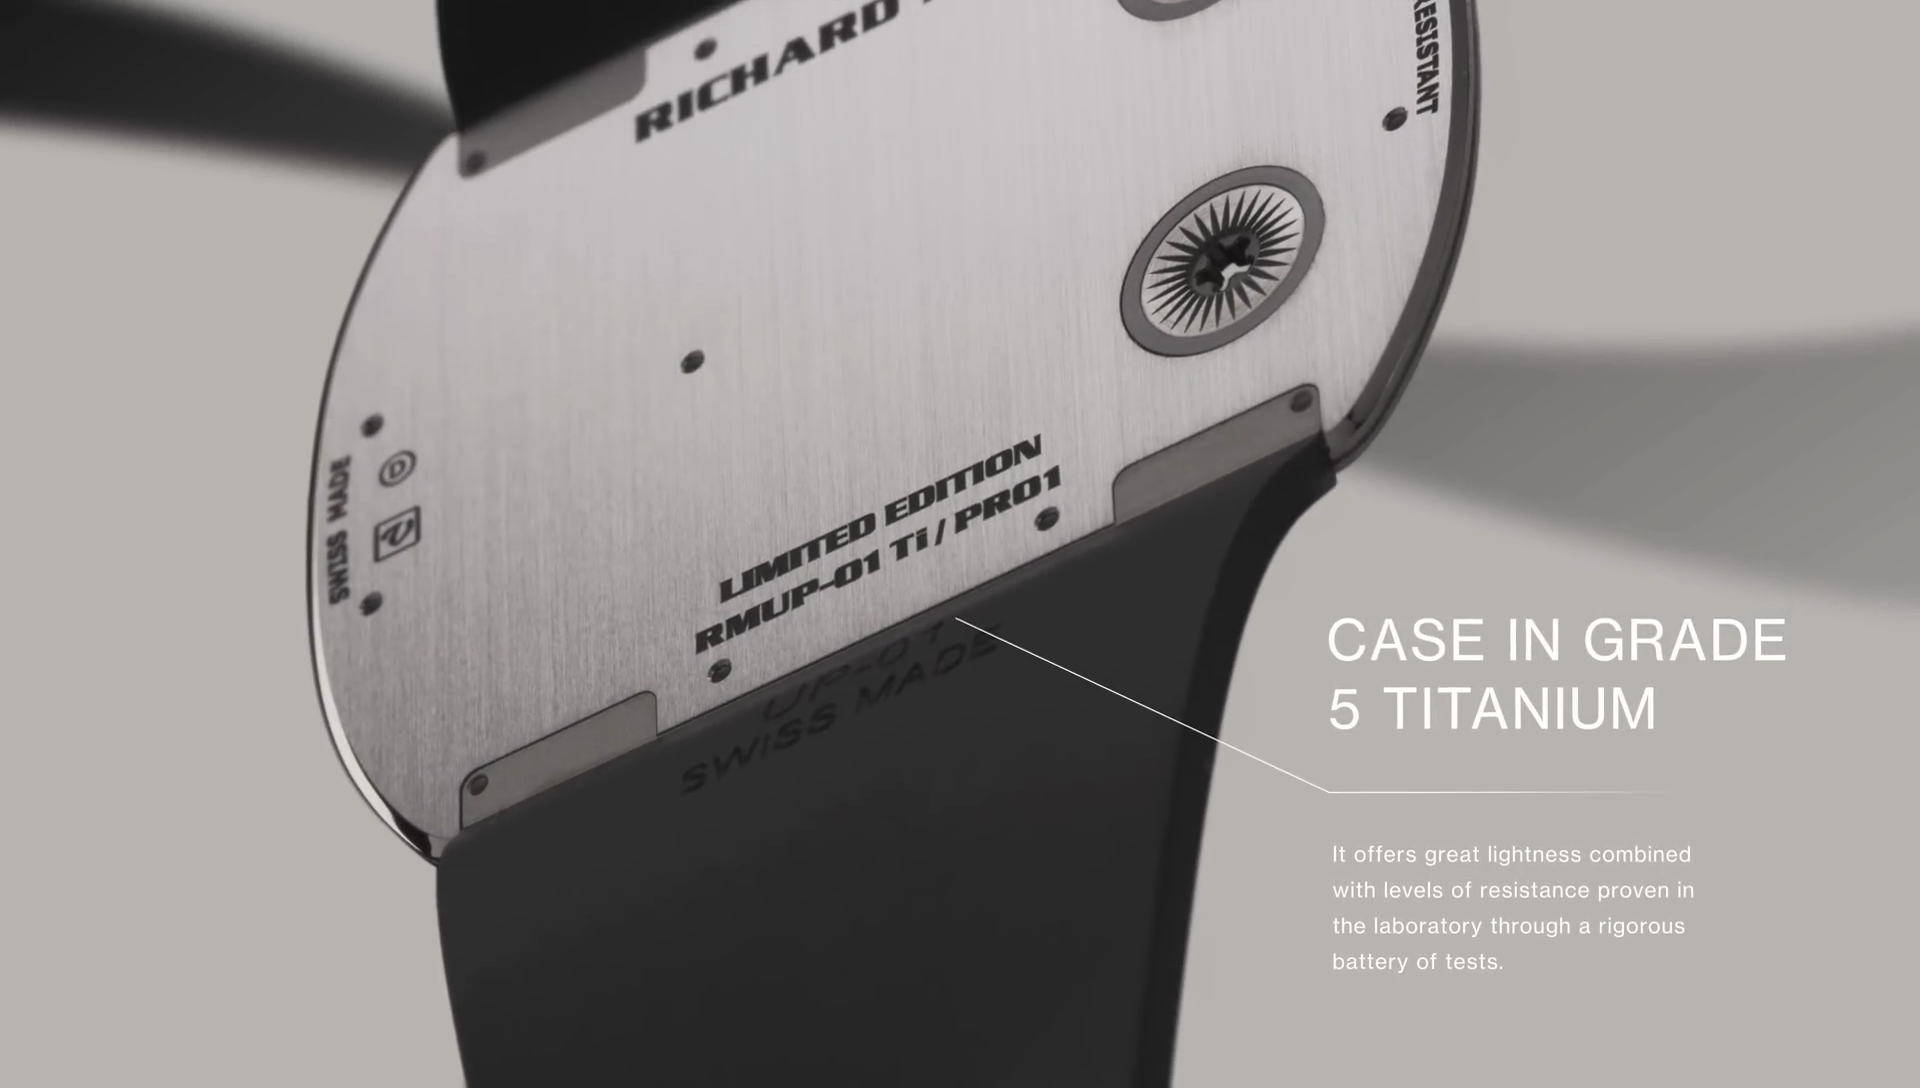 RICHARD
RESISTANT
SWISS MADE
D
LIMITED EDITION
RMUP-01 Ti / PR01
UP-01
SWISS MADE
CASE IN GRADE
5 TITANIUM
It offers great lightness combined
with levels of resistance proven in
the laboratory through a rigorous
battery of tests.